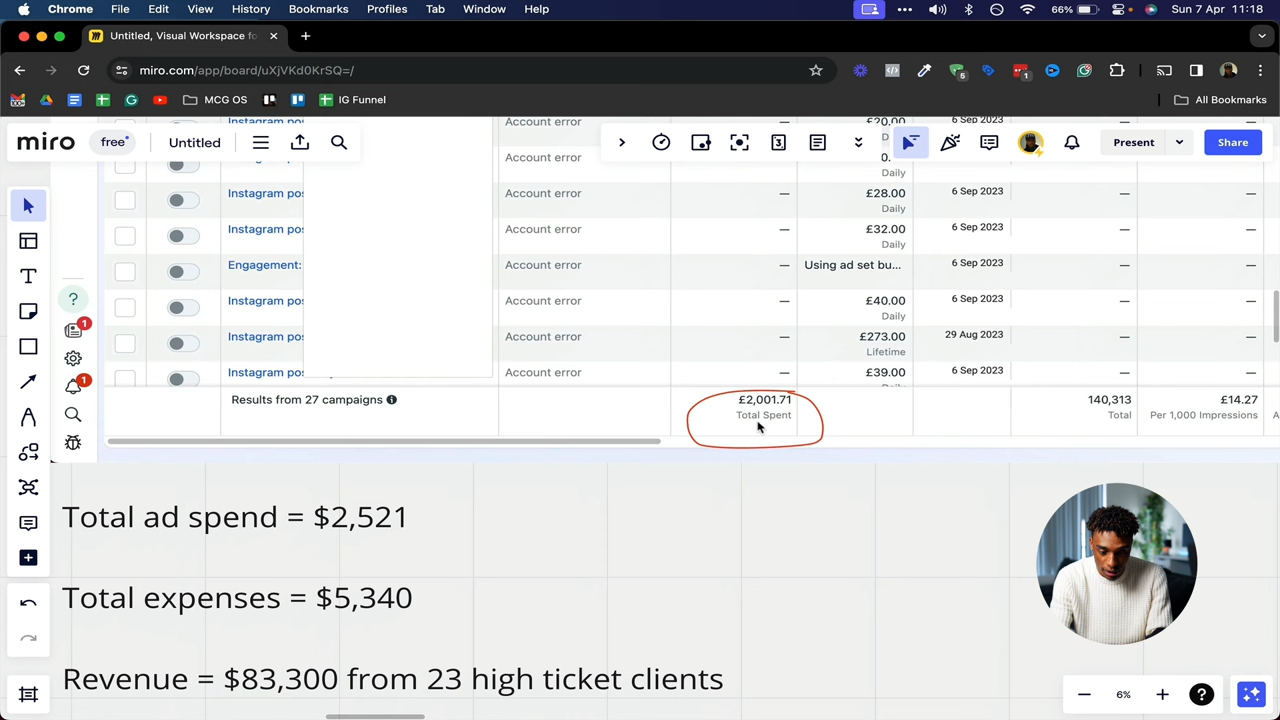 Chrome File Edit View History Bookmarks Profiles Tab Window Help 66% Sun 7 Apr 11:18
Untitled, Visual Workspace fo
miro.com/app/board/uXjVKd0KrSQ=/
5 1
MCG OS IG Funnel All Bookmarks
Account error £20.00 6 Sep 2023
miro free Untitled 3 Present Share
Account error 0.
Daily
Instagram pos Account error — £28.00 6 Sep 2023 — —
Daily
Instagram pos Account error — £32.00 6 Sep 2023 — —
Daily
Engagement: Account error — Using ad set bu... 6 Sep 2023 — —
Instagram pos Account error — £40.00 6 Sep 2023 — —
Daily
Instagram pos Account error — £273.00 29 Aug 2023 — —
Lifetime
Instagram pos Account error — £39.00 6 Sep 2023 — —
Daily
Results from 27 campaigns £2,001.71 140,313 £14.27
Total Spent Total Per 1,000 Impressions A
? 1
1
Total ad spend = $2,521
Total expenses = $5,340
Revenue = $83,300 from 23 high ticket clients
6% ?